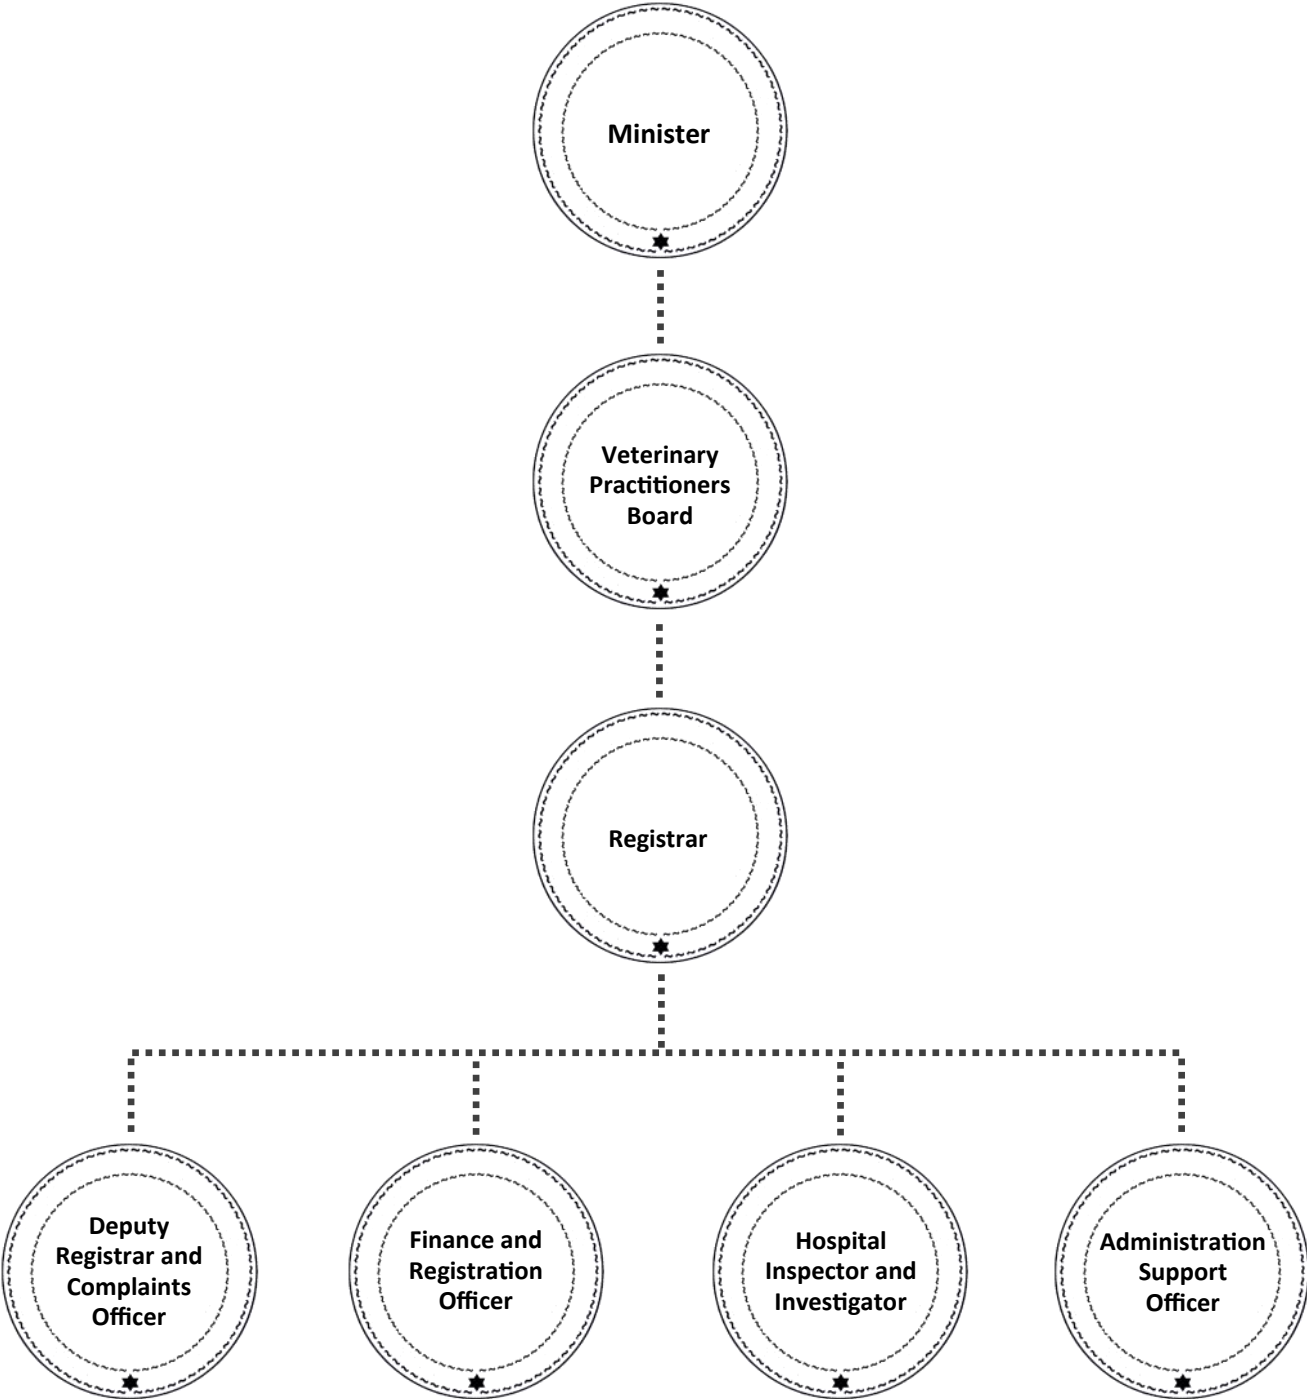 Minister
Veterinary
Practitioners
Board
Registrar
Deputy
Registrar and
Complaints
Officer
Finance and
Registration
Officer
Hospital
Inspector and
Investigator
Administration
Support
Officer